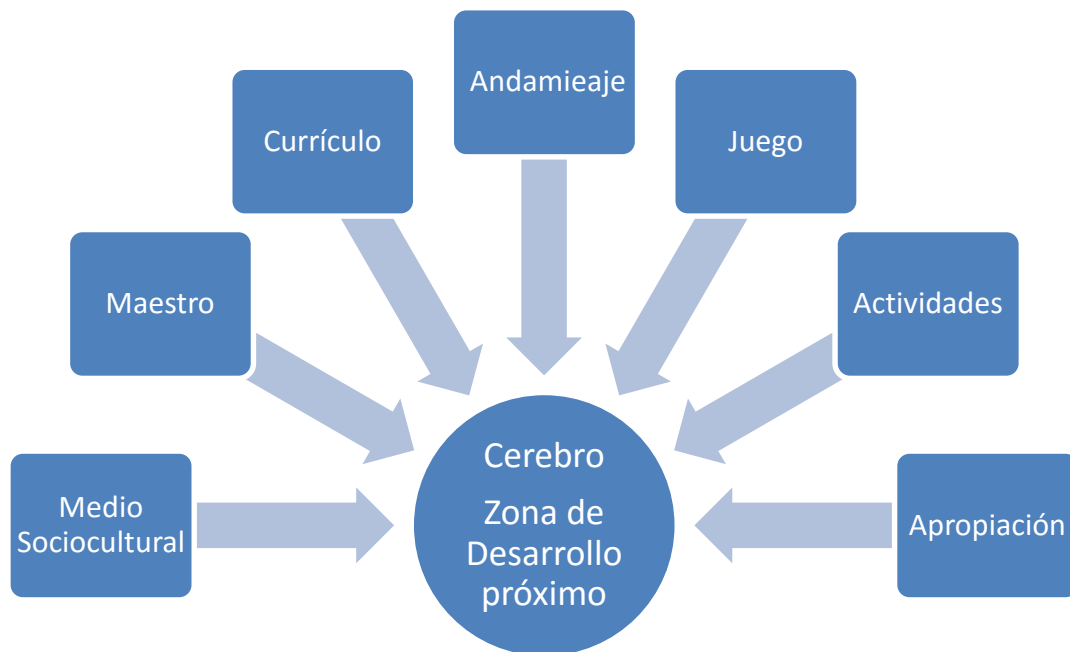 Andamieaje
Currículo
Juego
Maestro
Actividades
Medio
Sociocultural
Cerebro
Zona de
Desarrollo
próximo
Apropiación